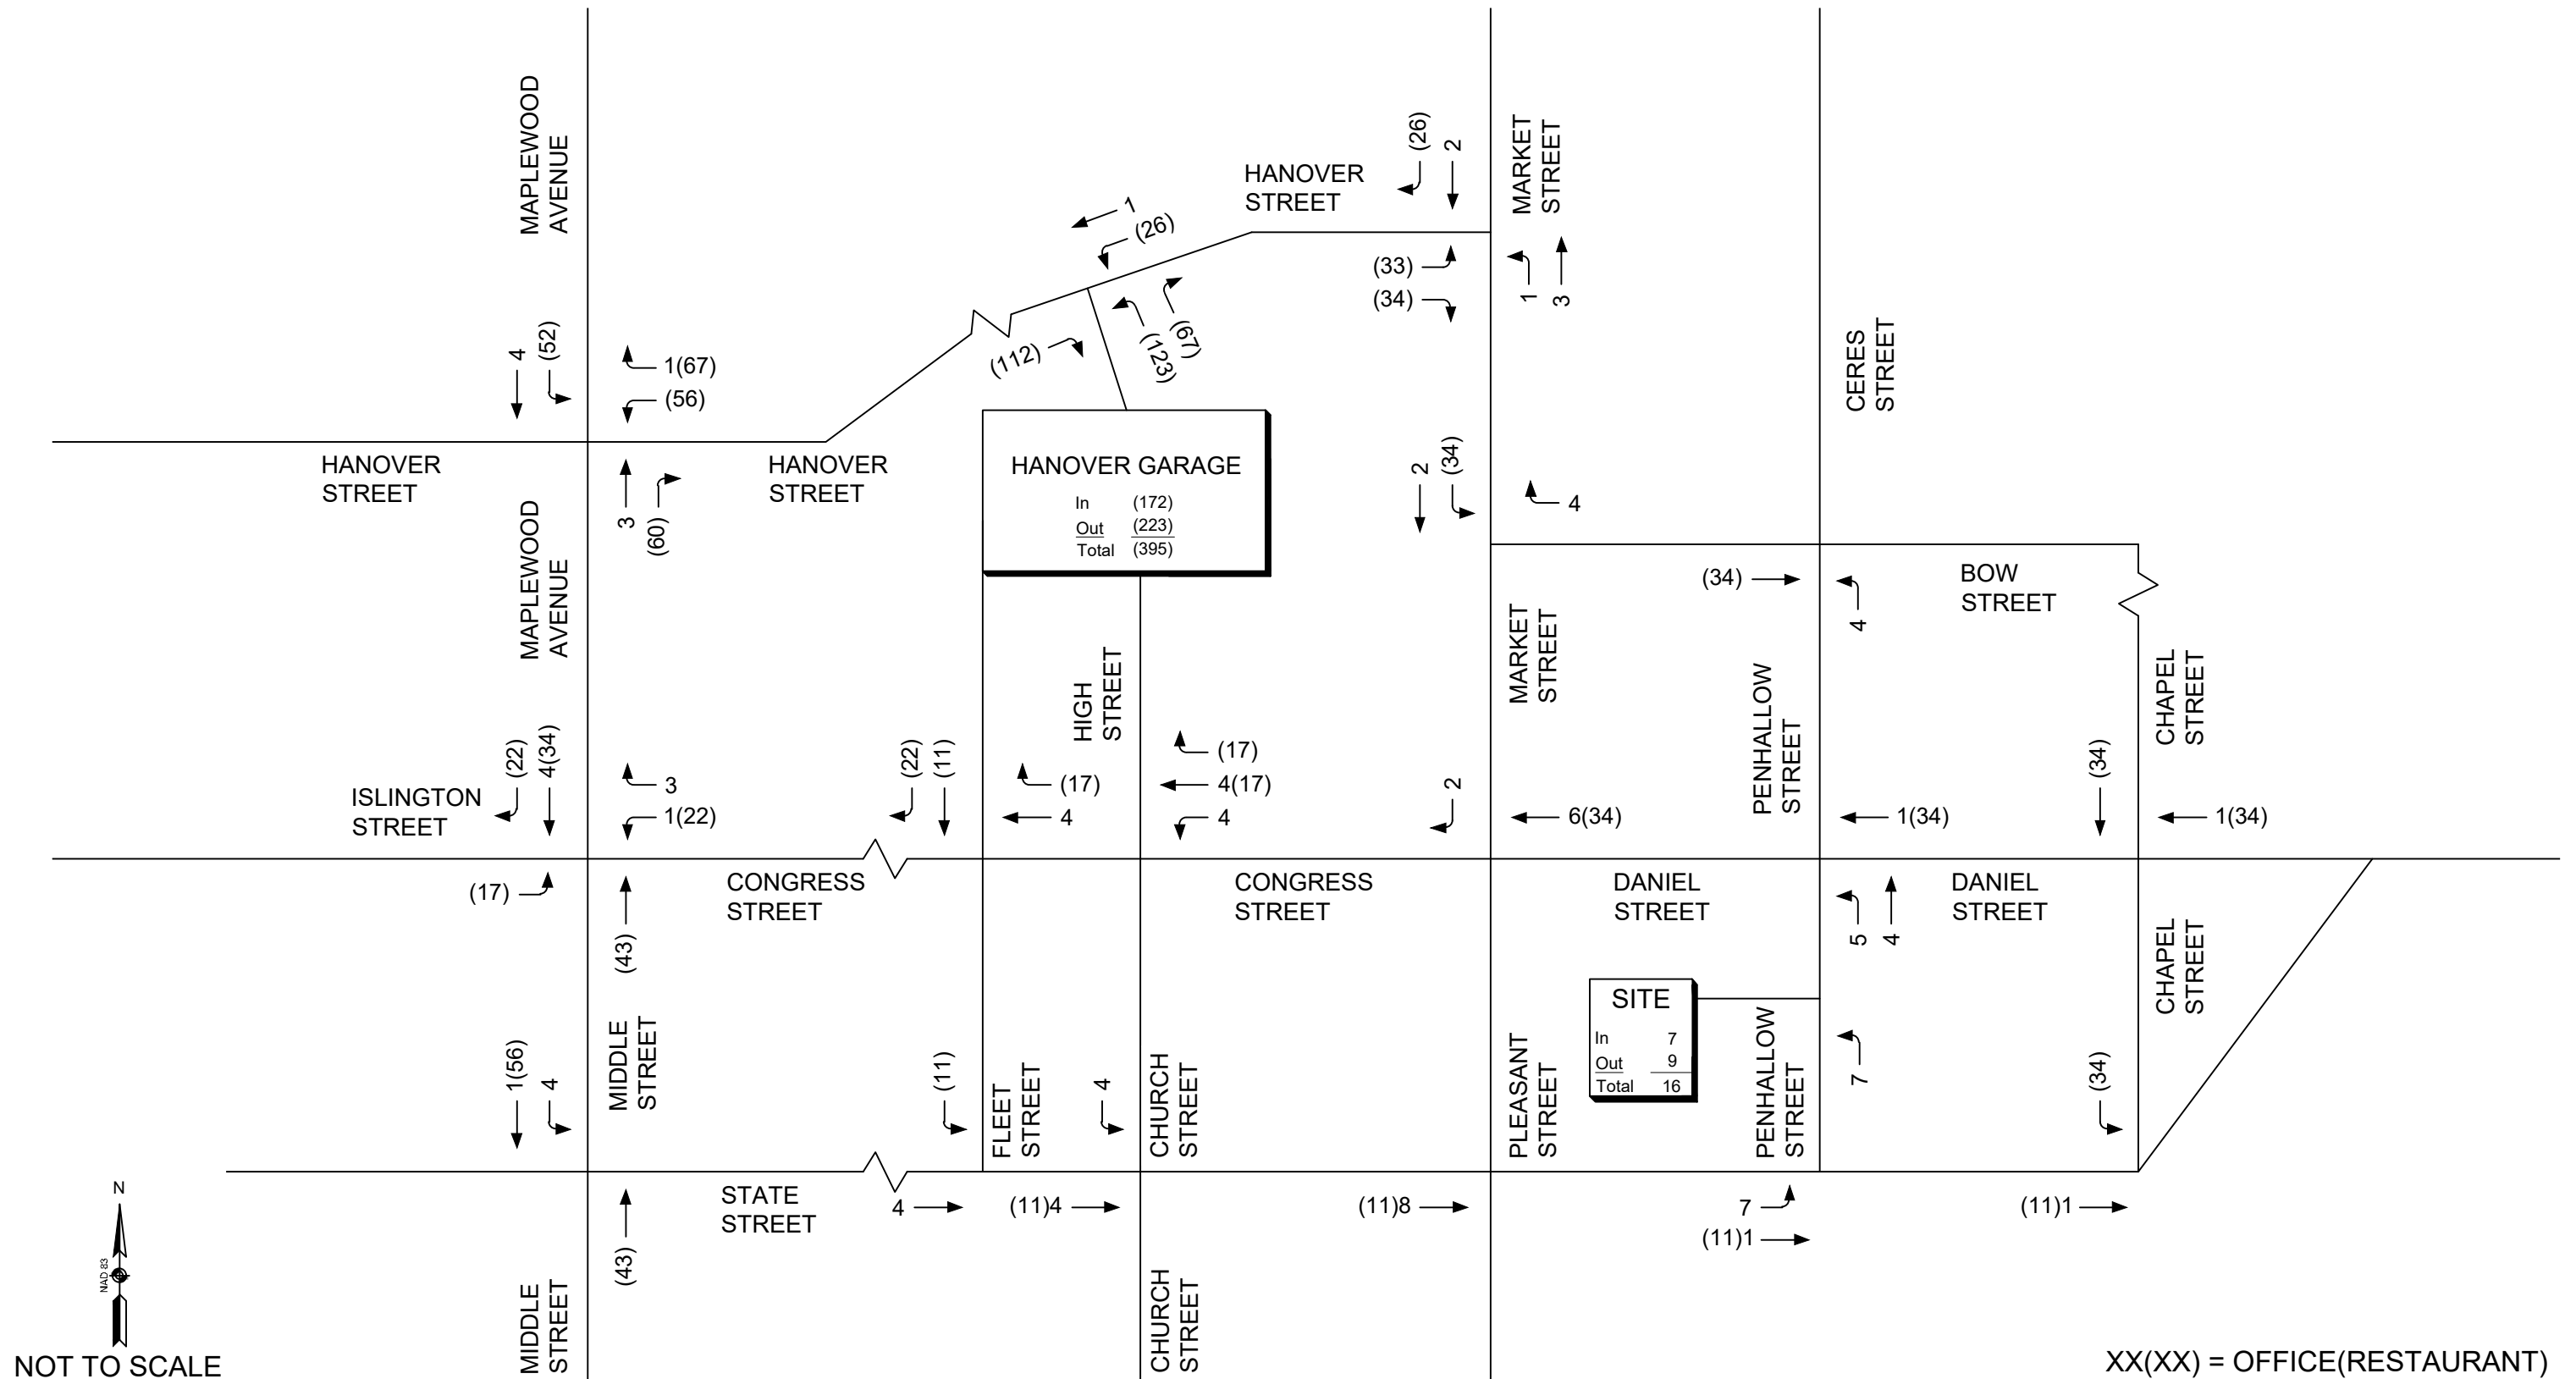 MAPLEWOOD
AVENUE
HANOVER
STREET
(26)
2
MARKET
STREET
1
(26)
(33)
(34)
1
3
(67)
(123)
(112)
4
(52)
1(67)
(56)
CERES
STREET
HANOVER
STREET
HANOVER
STREET
3
(60)
HANOVER GARAGE
In (172)
Out (223)
Total (395)
2
(34)
4
MAPLEWOOD
AVENUE
(34)
4
BOW
STREET
HIGH
STREET
MARKET
STREET
PENHALLOW
STREET
CHAPEL
STREET
ISLINGTON
STREET
(22)
4(34)
3
1(22)
(22)
(11)
(17)
4
(17)
4(17)
4
2
6(34)
1(34)
(34)
1(34)
(17)
(43)
CONGRESS
STREET
CONGRESS
STREET
DANIEL
STREET
5
4
DANIEL
STREET
CHAPEL
STREET
SITE
In 7
Out 9
Total 16
7
1(56)
4
MIDDLE
STREET
(11)
FLEET
STREET
4
CHURCH
STREET
PLEASANT
STREET
PENHALLOW
STREET
(34)
(43)
STATE
STREET
4
(11)4
(11)8
7
(11)1
(11)1
N
NAD 83
NOT TO SCALE
MIDDLE
STREET
CHURCH
STREET
XX(XX) = OFFICE(RESTAURANT)